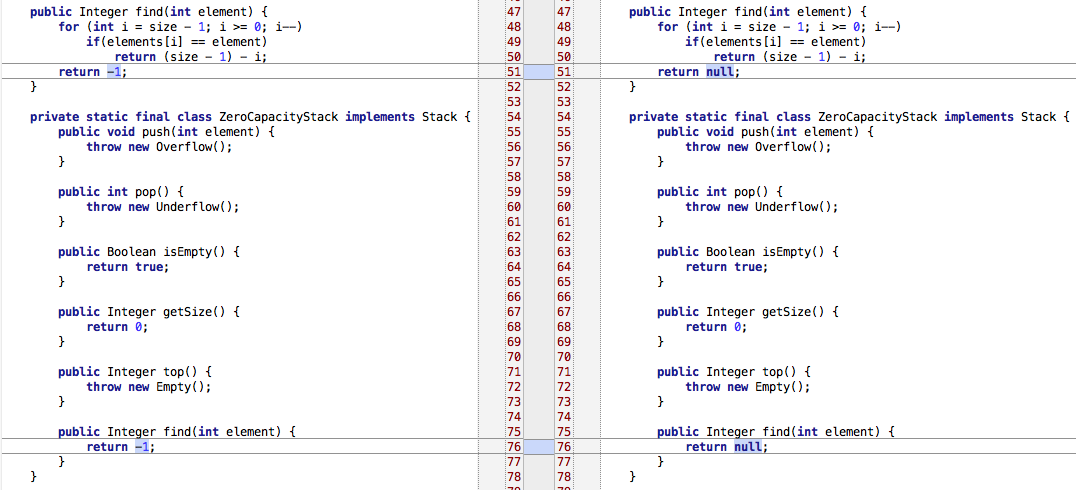 public Integer find(int element) { 47 47 public Integer find(int element) {
for (int i = size - 1; i >= 0; i--) 48 48 for (int i = size - 1; i >= 0; i--)
if(elements[i] == element) 49 49 if(elements[i] == element)
return (size - 1) - i; 50 50 return (size - 1) - i;
return -1; 51 51 return null;
} 52 52 }
53 53
private static final class ZeroCapacityStack implements Stack { 54 54 private static final class ZeroCapacityStack implements Stack {
public void push(int element) { 55 55 public void push(int element) {
throw new Overflow(); 56 56 throw new Overflow();
} 57 57 }
58 58
public int pop() { 59 59 public int pop() {
throw new Underflow(); 60 60 throw new Underflow();
} 61 61 }
62 62
public Boolean isEmpty() { 63 63 public Boolean isEmpty() {
return true; 64 64 return true;
} 65 65 }
66 66
public Integer getSize() { 67 67 public Integer getSize() {
return 0; 68 68 return 0;
} 69 69 }
70 70
public Integer top() { 71 71 public Integer top() {
throw new Empty(); 72 72 throw new Empty();
} 73 73 }
74 74
public Integer find(int element) { 75 75 public Integer find(int element) {
return -1; 76 76 return null;
} 77 77 }
} 78 78 }